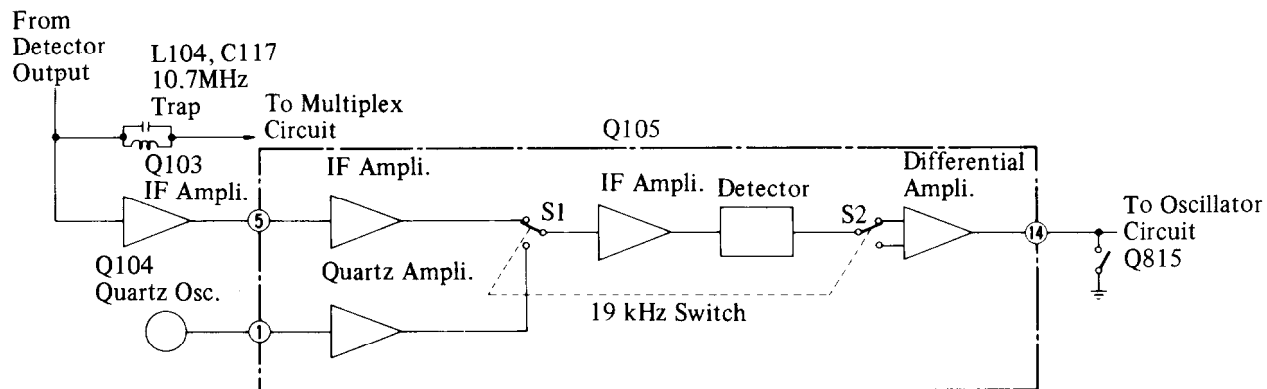 From
Detector
Output
L104, C117
10.7MHz
Trap
To Multiplex
Circuit
Q103
IF Ampli.
Q105
IF Ampli.
IF Ampli.
Detector
Differential
Ampli.
5
S1
S2
14
To Oscillator
Circuit
Q815
Q104
Quartz Osc.
Quartz Ampli.
19 kHz Switch
1